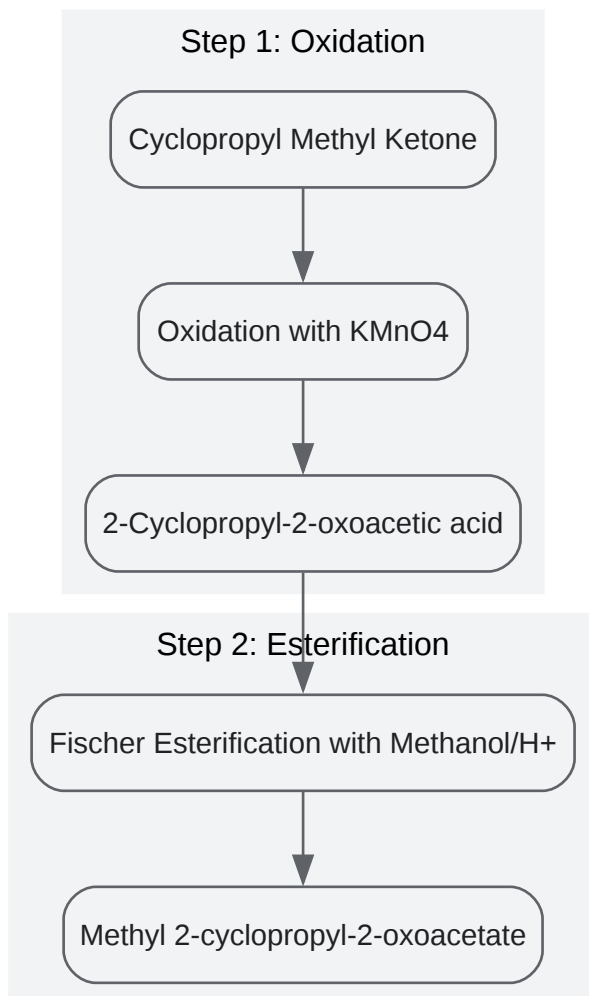 Step 1: Oxidation
Cyclopropyl Methyl Ketone
Oxidation with KMnO4
2-Cyclopropyl-2-oxoacetic acid
Step 2: Esterification
Fischer Esterification with Methanol/H+
Methyl 2-cyclopropyl-2-oxoacetate